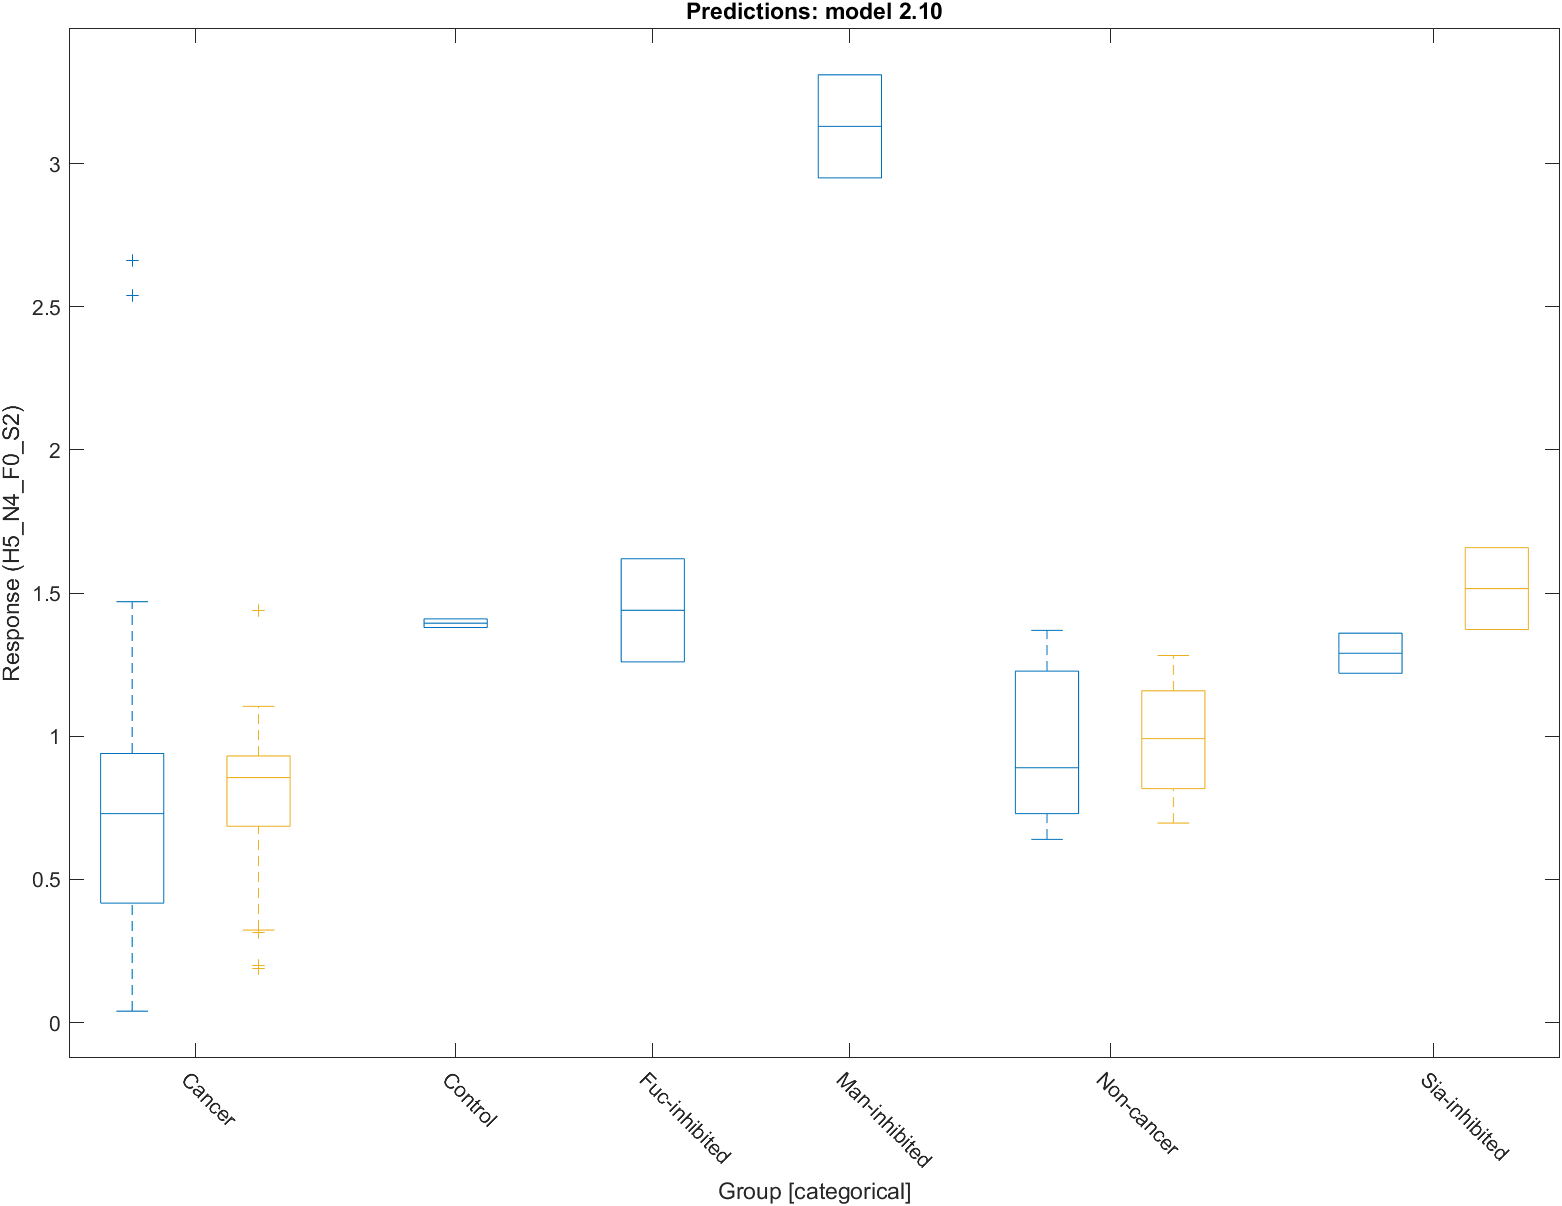 Predictions: model 2.10
Response (H5_N4_F0_S2)
3
2.5
2
1.5
1
0.5
0
Cancer
Control
Fuc-inhibited
Man-inhibited
Non-cancer
Sia-inhibited
Group [categorical]